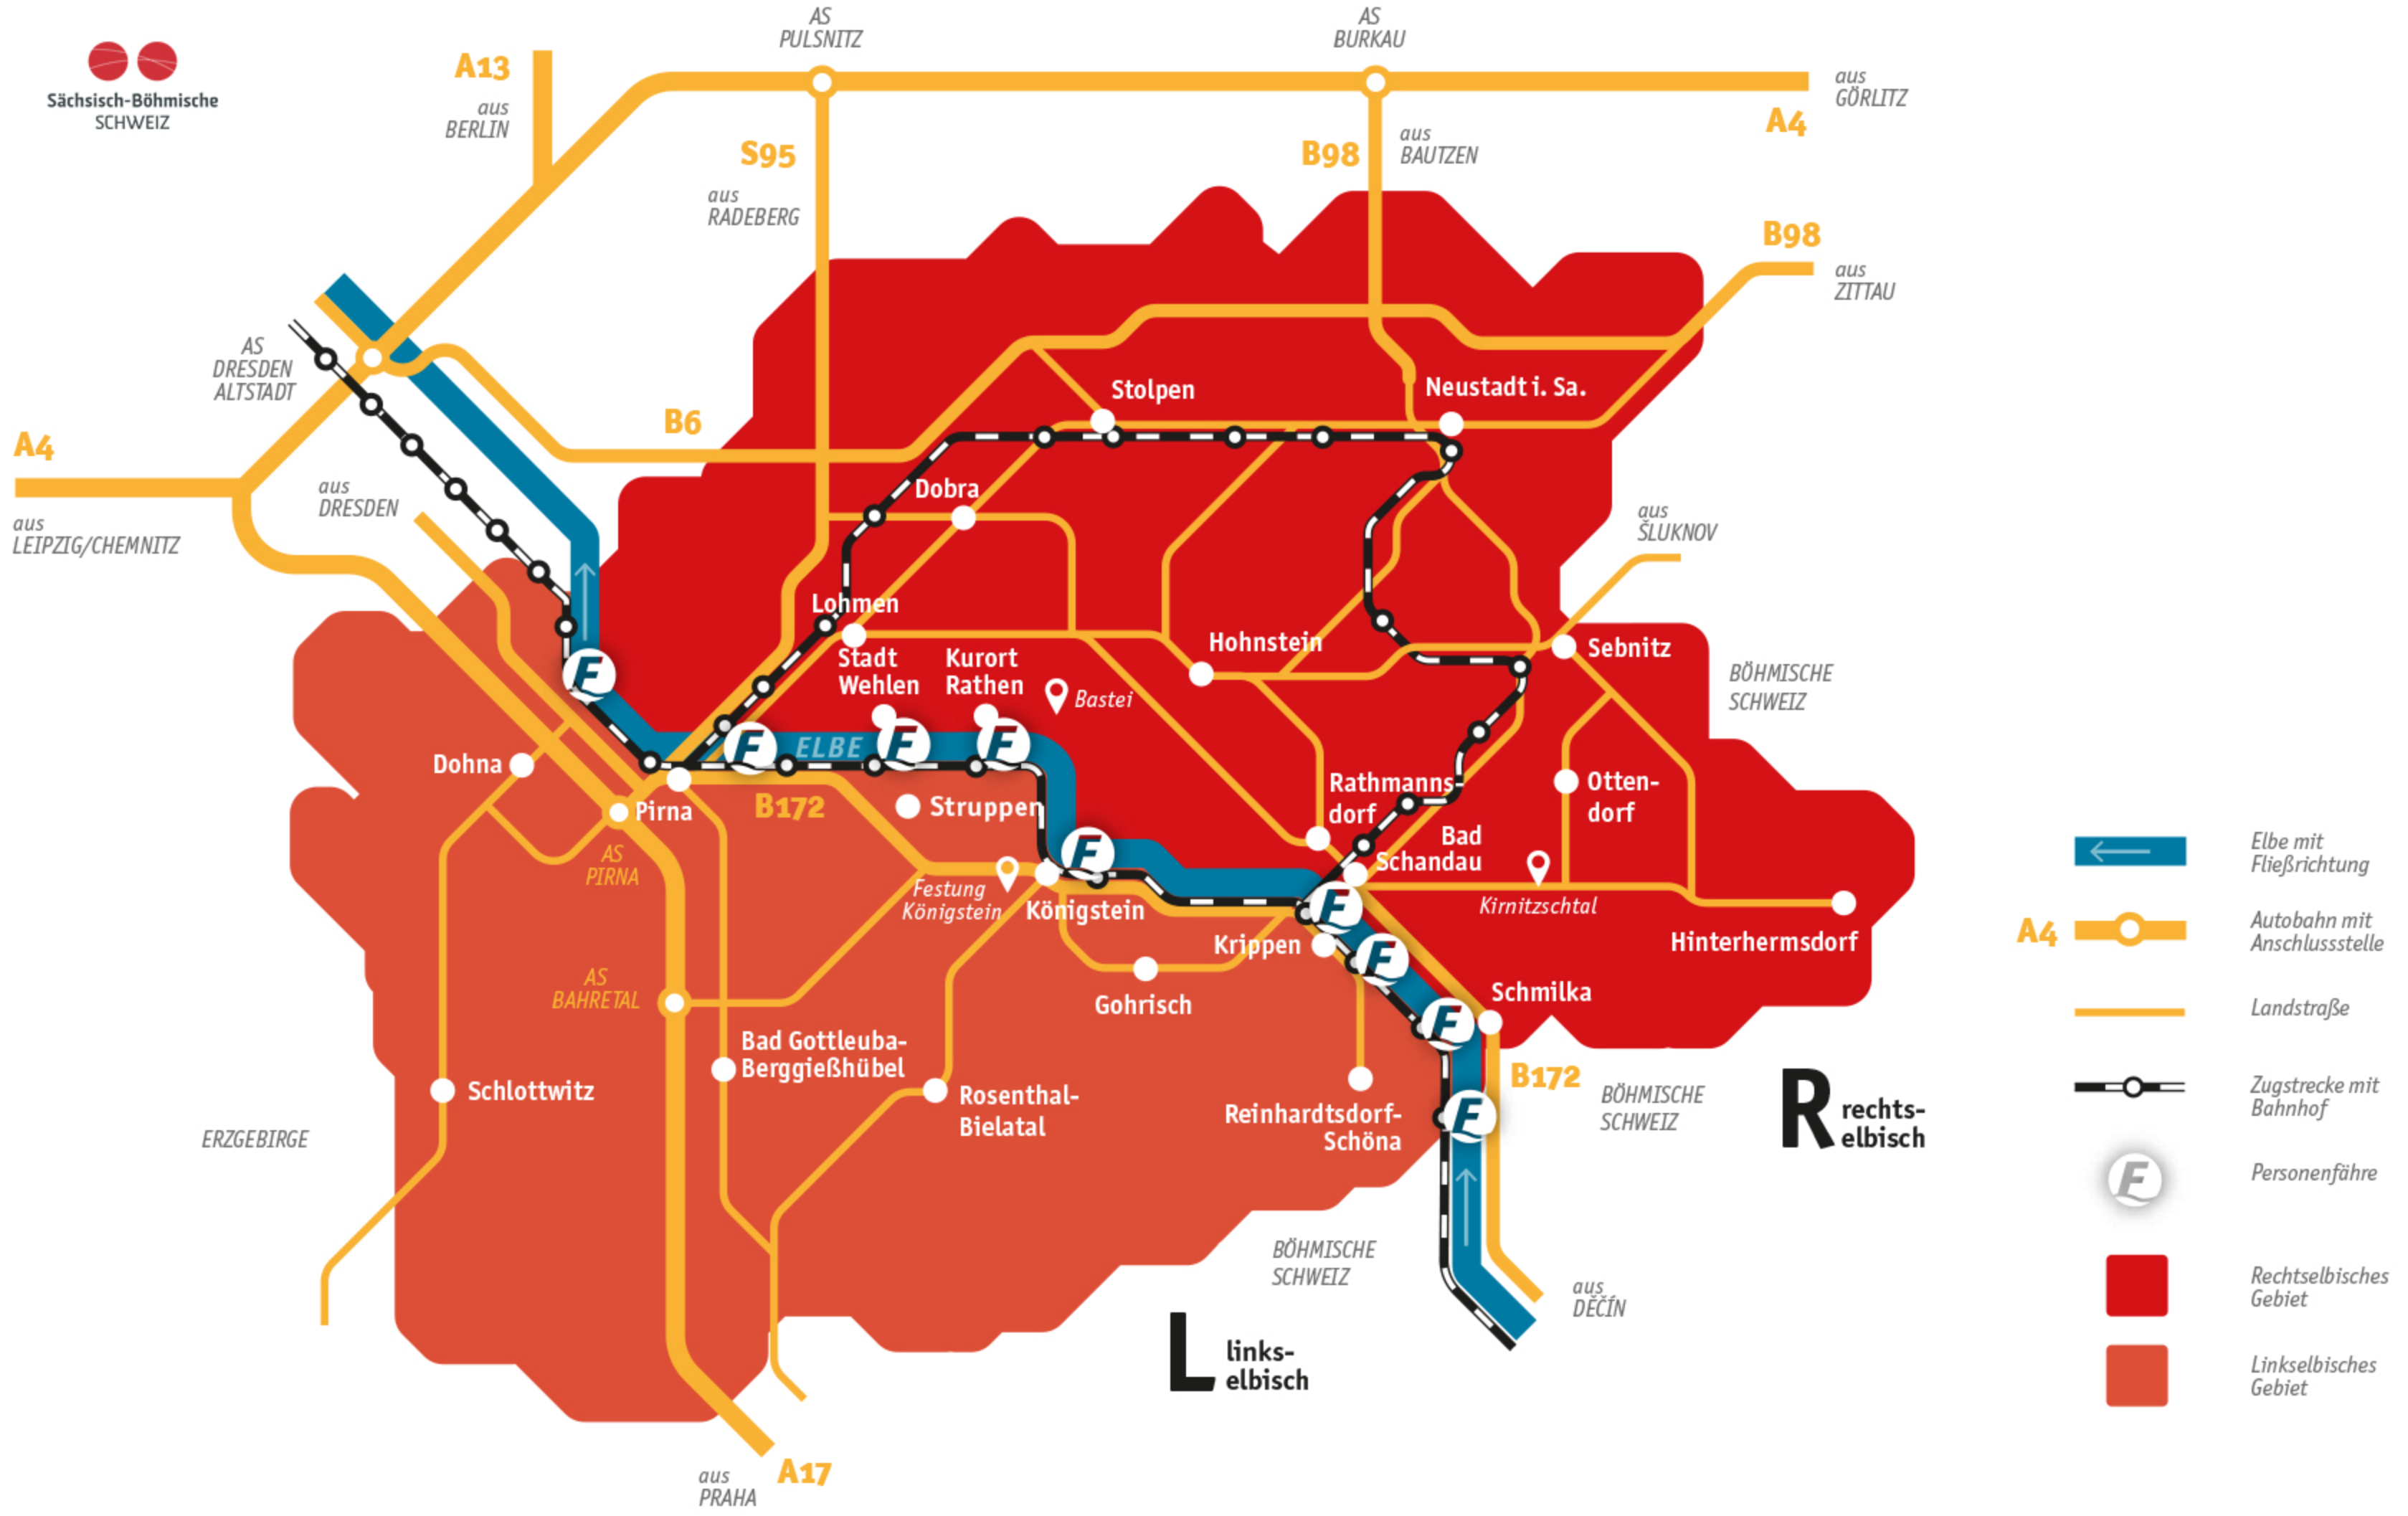 Sächsisch-Böhmische
SCHWEIZ
A13
aus
BERLIN
AS
PULSNITZ
AS
BURKAU
aus
GÖRLITZ
A4
S95
aus
RADEBERG
B98
aus
BAUTZEN
B98
aus
ZITTAU
AS
DRESDEN
ALTSTADT
A4
aus
LEIPZIG/CHEMNITZ
aus
DRESDEN
B6
Stolpen
Neustadt i. Sa.
Dobra
aus
ŠLUKNOV
Lohmen
Stadt
Wehlen
Kurort
Rathen
Bastei
Hohnstein
Sebnitz
BÖHMISCHE
SCHWEIZ
F
F
ELBE
F
F
Dohna
Pirna
B172
Struppen
Rathmanns-
dorf
Otten-
dorf
AS
PIRNA
F
Bad
Schandau
Festung
Königstein
Königstein
Kirnitzschtal
F
Krippen
F
Hinterhermsdorf
AS
BAHRETAL
Gohrisch
F
Schmilka
Bad Gottleuba-
Berggießhübel
Schlottwitz
Rosenthal-
Bielatal
Reinhardtsdorf-
Schöna
F
B172
BÖHMISCHE
SCHWEIZ
R rechts-
elbisch
ERZGEBIRGE
BÖHMISCHE
SCHWEIZ
aus
DĚČÍN
L links-
elbisch
aus
PRAHA
A17
Elbe mit
Fließrichtung
A4
Autobahn mit
Anschlussstelle
Landstraße
Zugstrecke mit
Bahnhof
F
Personenfähre
Rechtselbisches
Gebiet
Linkselbisches
Gebiet